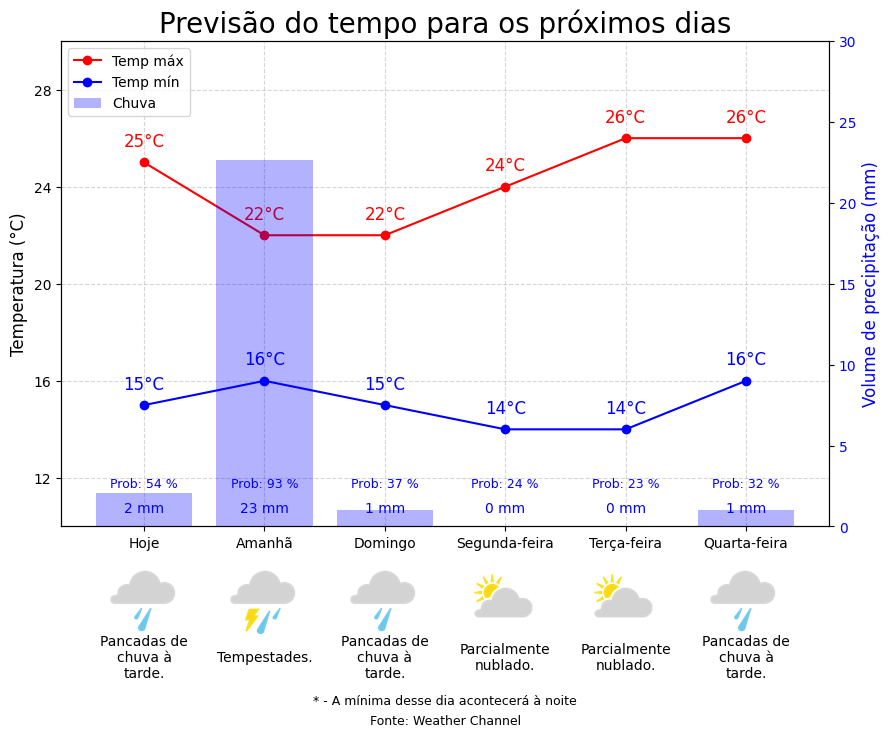 Previsão do tempo para os próximos dias
Temp máx
Temp mín
Chuva
Temperatura (°C)
28
24
20
16
12
Volume de precipitação (mm)
30
25
20
15
10
5
0
25°C
22°C
22°C
24°C
26°C
26°C
15°C
16°C
15°C
14°C
14°C
16°C
Prob: 54 %
Prob: 93 %
Prob: 37 %
Prob: 24 %
Prob: 23 %
Prob: 32 %
2 mm
23 mm
1 mm
0 mm
0 mm
1 mm
Hoje
Amanhã
Domingo
Segunda-feira
Terça-feira
Quarta-feira
Pancadas de
chuva à
tarde.
Tempestades.
Pancadas de
chuva à
tarde.
Parcialmente
nublado.
Parcialmente
nublado.
Pancadas de
chuva à
tarde.
* - A mínima desse dia acontecerá à noite
Fonte: Weather Channel